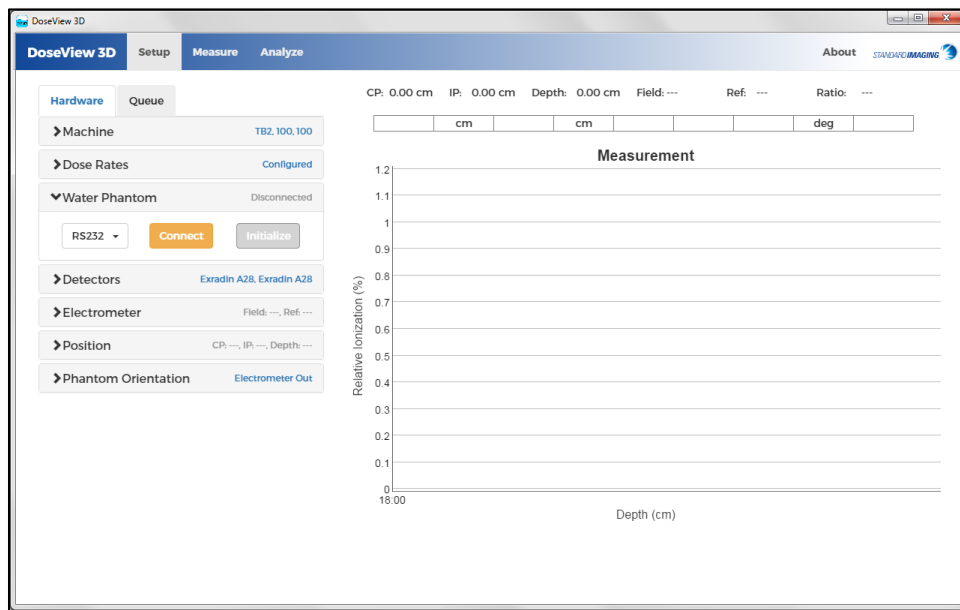 DoseView 3D
DoseView 3D Setup Measure Analyze About STANDARD IMAGING
Hardware Queue
Machine TB2, 100, 100
Dose Rates Configured
Water Phantom Disconnected
RS232 Connect Initialize
Detectors Exradin A28, Exradin A28
Electrometer Field: ---, Ref: ---
Position CP: ---, IP: ---, Depth: ---
Phantom Orientation Electrometer Out
CP: 0.00 cm IP: 0.00 cm Depth: 0.00 cm Field: --- Ref: --- Ratio: ---
cm cm deg
Measurement
Relative Ionization (%)
1.2
1.1
1
0.9
0.8
0.7
0.6
0.5
0.4
0.3
0.2
0.1
0
18:00
Depth (cm)